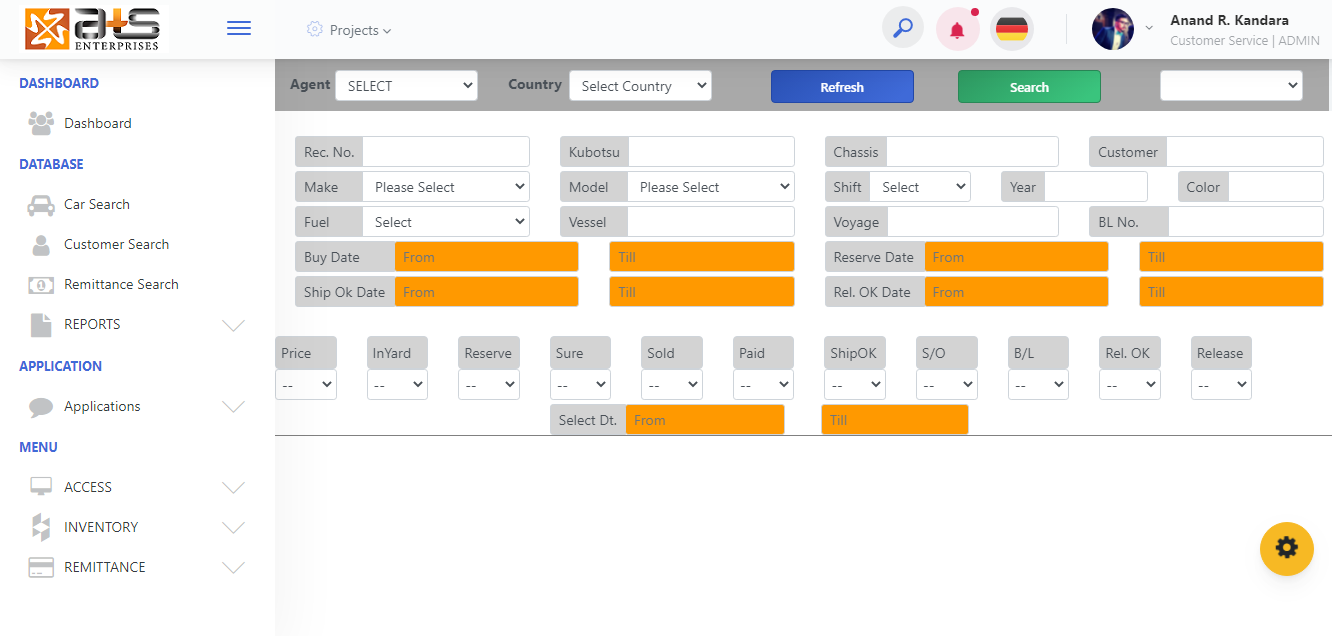 ats
ENTERPRISES
Projects
Anand R. Kandara
Customer Service | ADMIN
DASHBOARD
Dashboard
DATABASE
Car Search
Customer Search
Remittance Search
REPORTS
APPLICATION
Applications
MENU
ACCESS
INVENTORY
REMITTANCE
Agent SELECT Country Select Country Refresh Search
Rec. No. Kubotsu Chassis Customer
Make Please Select Model Please Select Shift Select Year Color
Fuel Select Vessel Voyage BL No.
Buy Date From Till Reserve Date From Till
Ship Ok Date From Till Rel. OK Date From Till
Price InYard Reserve Sure Sold Paid ShipOK S/O B/L Rel. OK Release
-- -- -- -- -- -- -- -- -- -- --
Select Dt. From Till